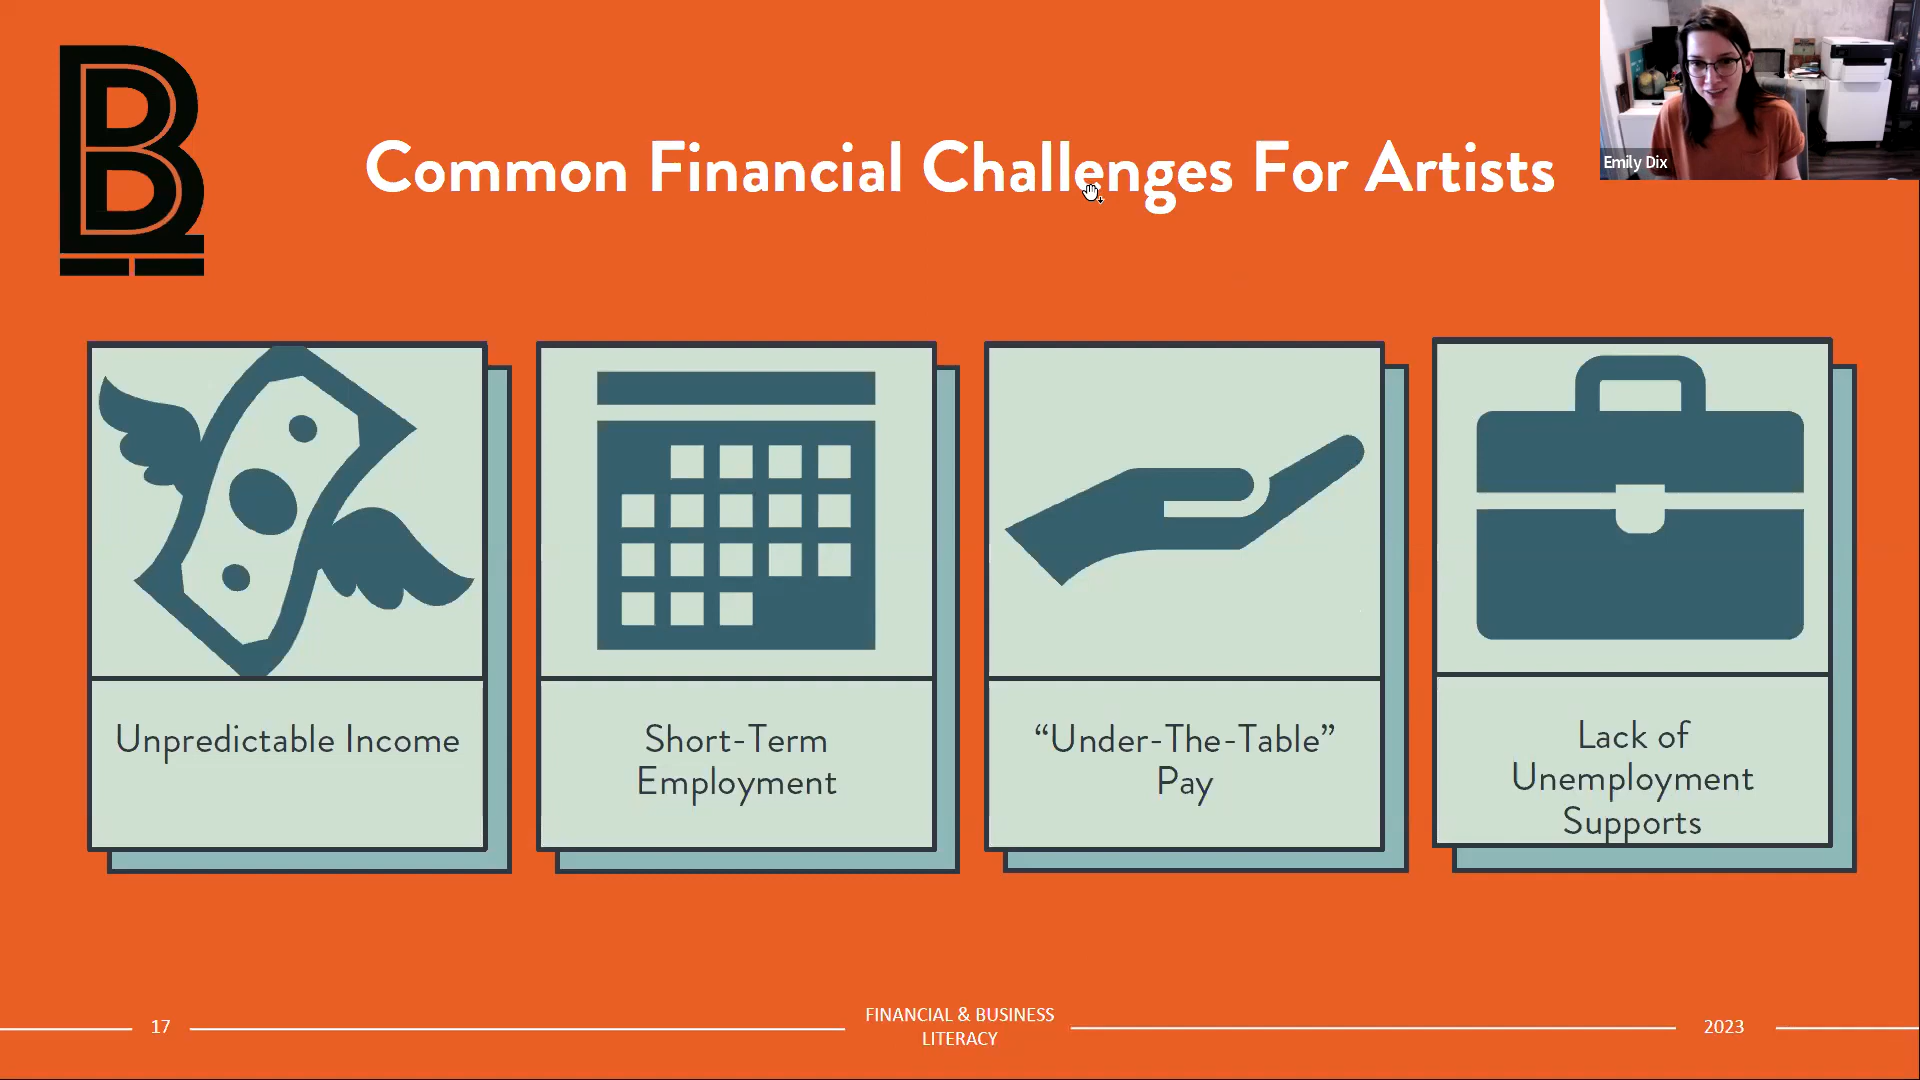 B
Common Financial Challenges For Artists
Emily Dix
Unpredictable Income
Short-Term
Employment
“Under-The-Table”
Pay
Lack of
Unemployment
Supports
17
FINANCIAL & BUSINESS
LITERACY
2023